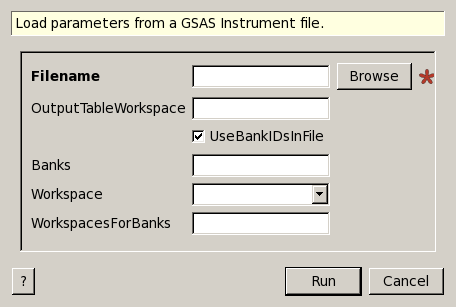 Load parameters from a GSAS Instrument file.
Filename
Browse
*
OutputTableWorkspace
UseBankIDsInFile
Banks
Workspace
WorkspacesForBanks
?
Run
Cancel